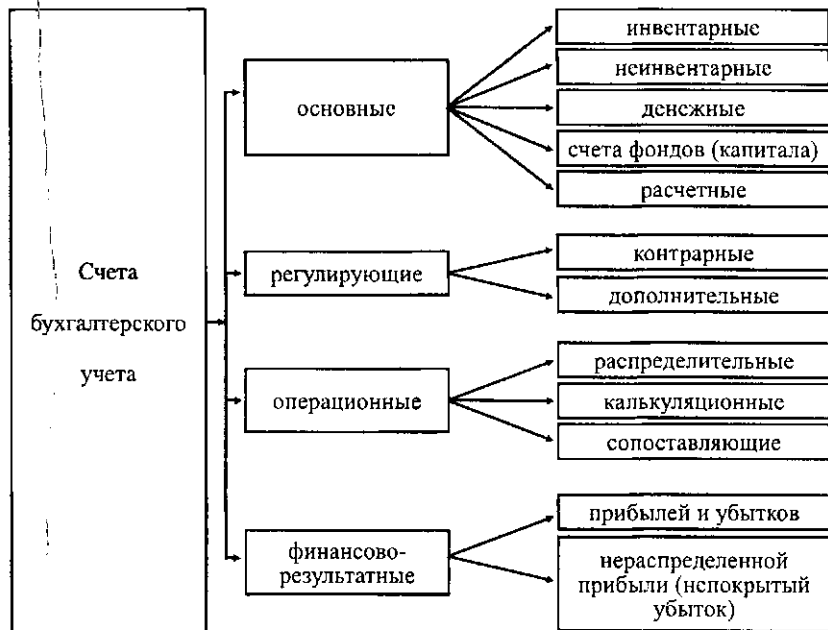 Счета
бухгалтерского
учета
основные
инвентарные
неинвентарные
денежные
счета фондов (капитала)
расчетные
регулирующие
контрарные
дополнительные
операционные
распределительные
калькуляционные
сопоставляющие
финансово-
результатные
прибылей и убытков
нераспределенной
прибыли (нспокрытый
убыток)